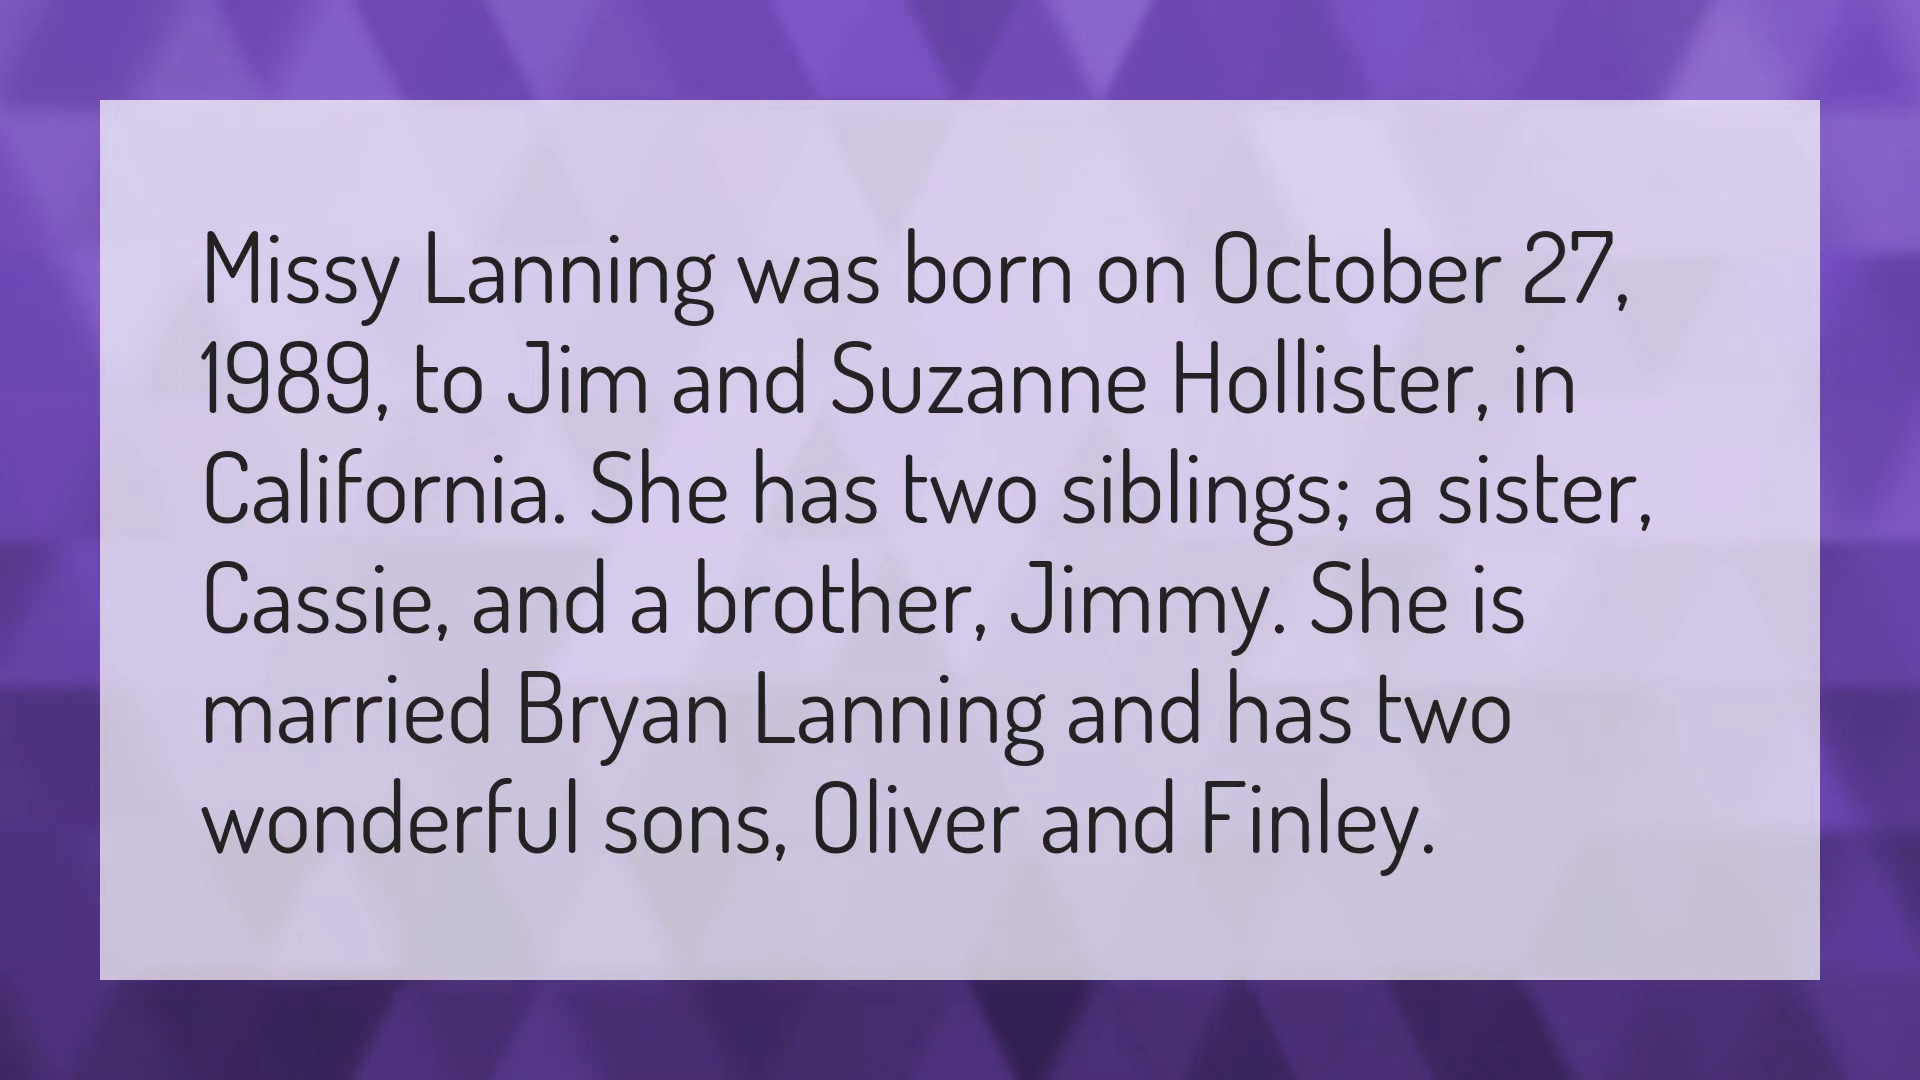 Missy Lanning was born on October 27,
1989, to Jim and Suzanne Hollister, in
California. She has two siblings; a sister,
Cassie, and a brother, Jimmy. She is
married Bryan Lanning and has two
wonderful sons, Oliver and Finley.